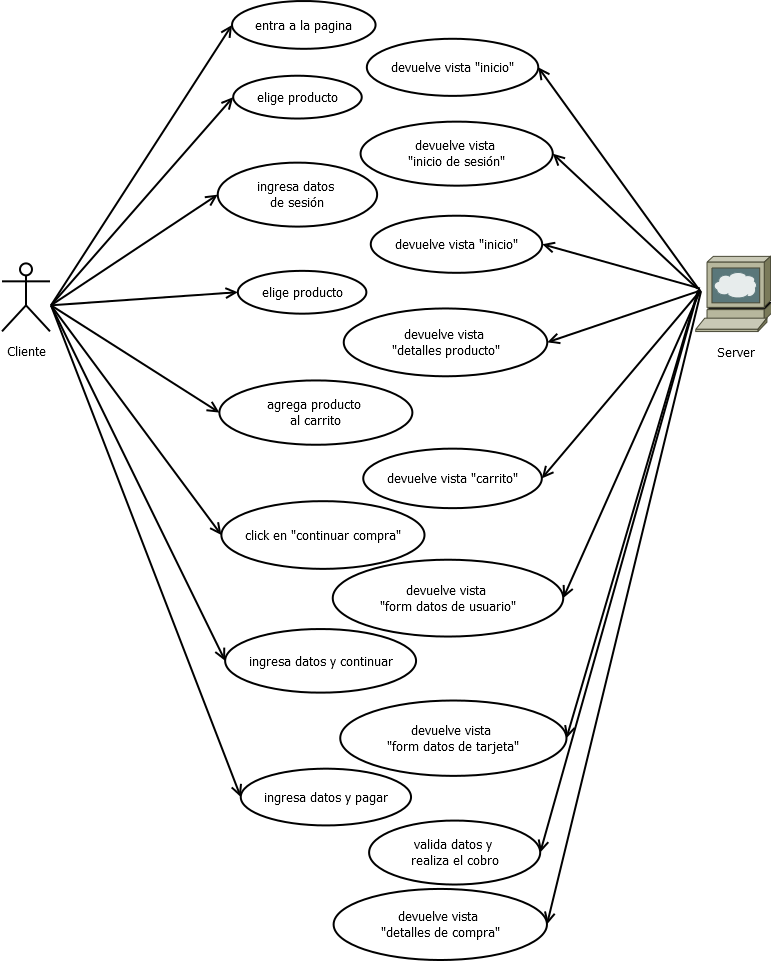 entra a la pagina
devuelve vista "inicio"
elige producto
devuelve vista
"inicio de sesión"
ingresa datos
de sesión
devuelve vista "inicio"
elige producto
Cliente
Server
devuelve vista
"detalles producto"
agrega producto
al carrito
devuelve vista "carrito"
click en "continuar compra"
devuelve vista
"form datos de usuario"
ingresa datos y continuar
devuelve vista
"form datos de tarjeta"
ingresa datos y pagar
valida datos y
realiza el cobro
devuelve vista
"detalles de compra"